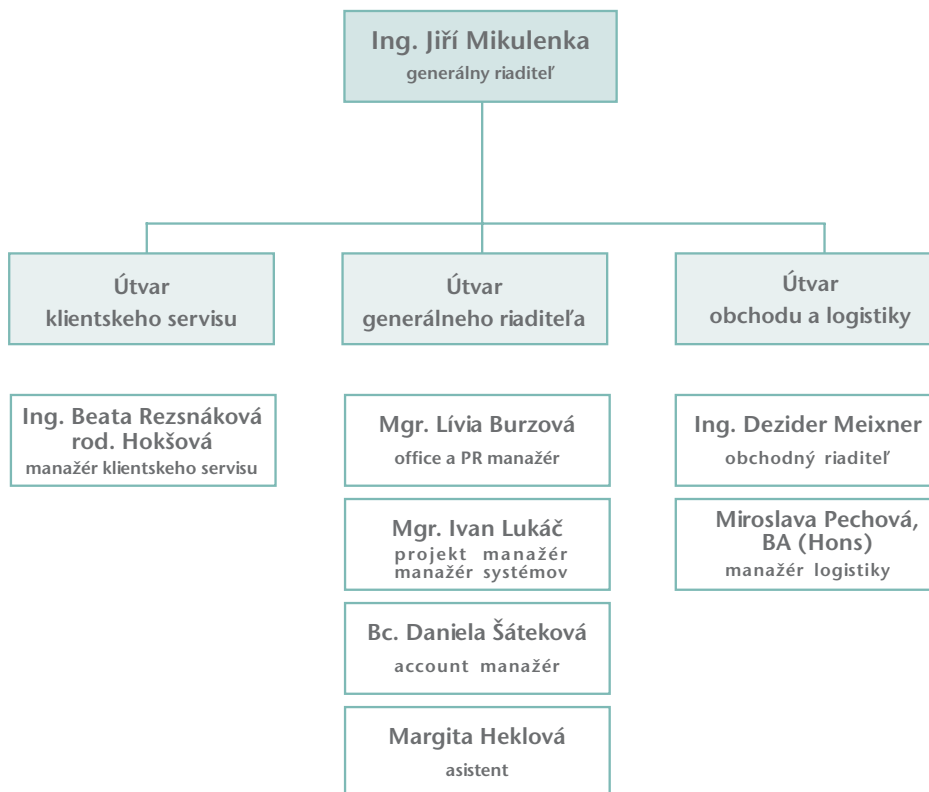 Ing. Jiří Mikulenka
generálny riaditeľ
Útvar
klientskeho servisu
Útvar
generálneho riaditeľa
Útvar
obchodu a logistiky
Ing. Beata Rezsnáková
rod. Hokšová
manažér klientskeho servisu
Mgr. Lívia Burzová
office a PR manažér
Mgr. Ivan Lukáč
projekt manažér
manažér systémov
Bc. Daniela Šáteková
account manažér
Margita Heklová
asistent
Ing. Dezider Meixner
obchodný riaditeľ
Miroslava Pechová,
BA (Hons)
manažér logistiky